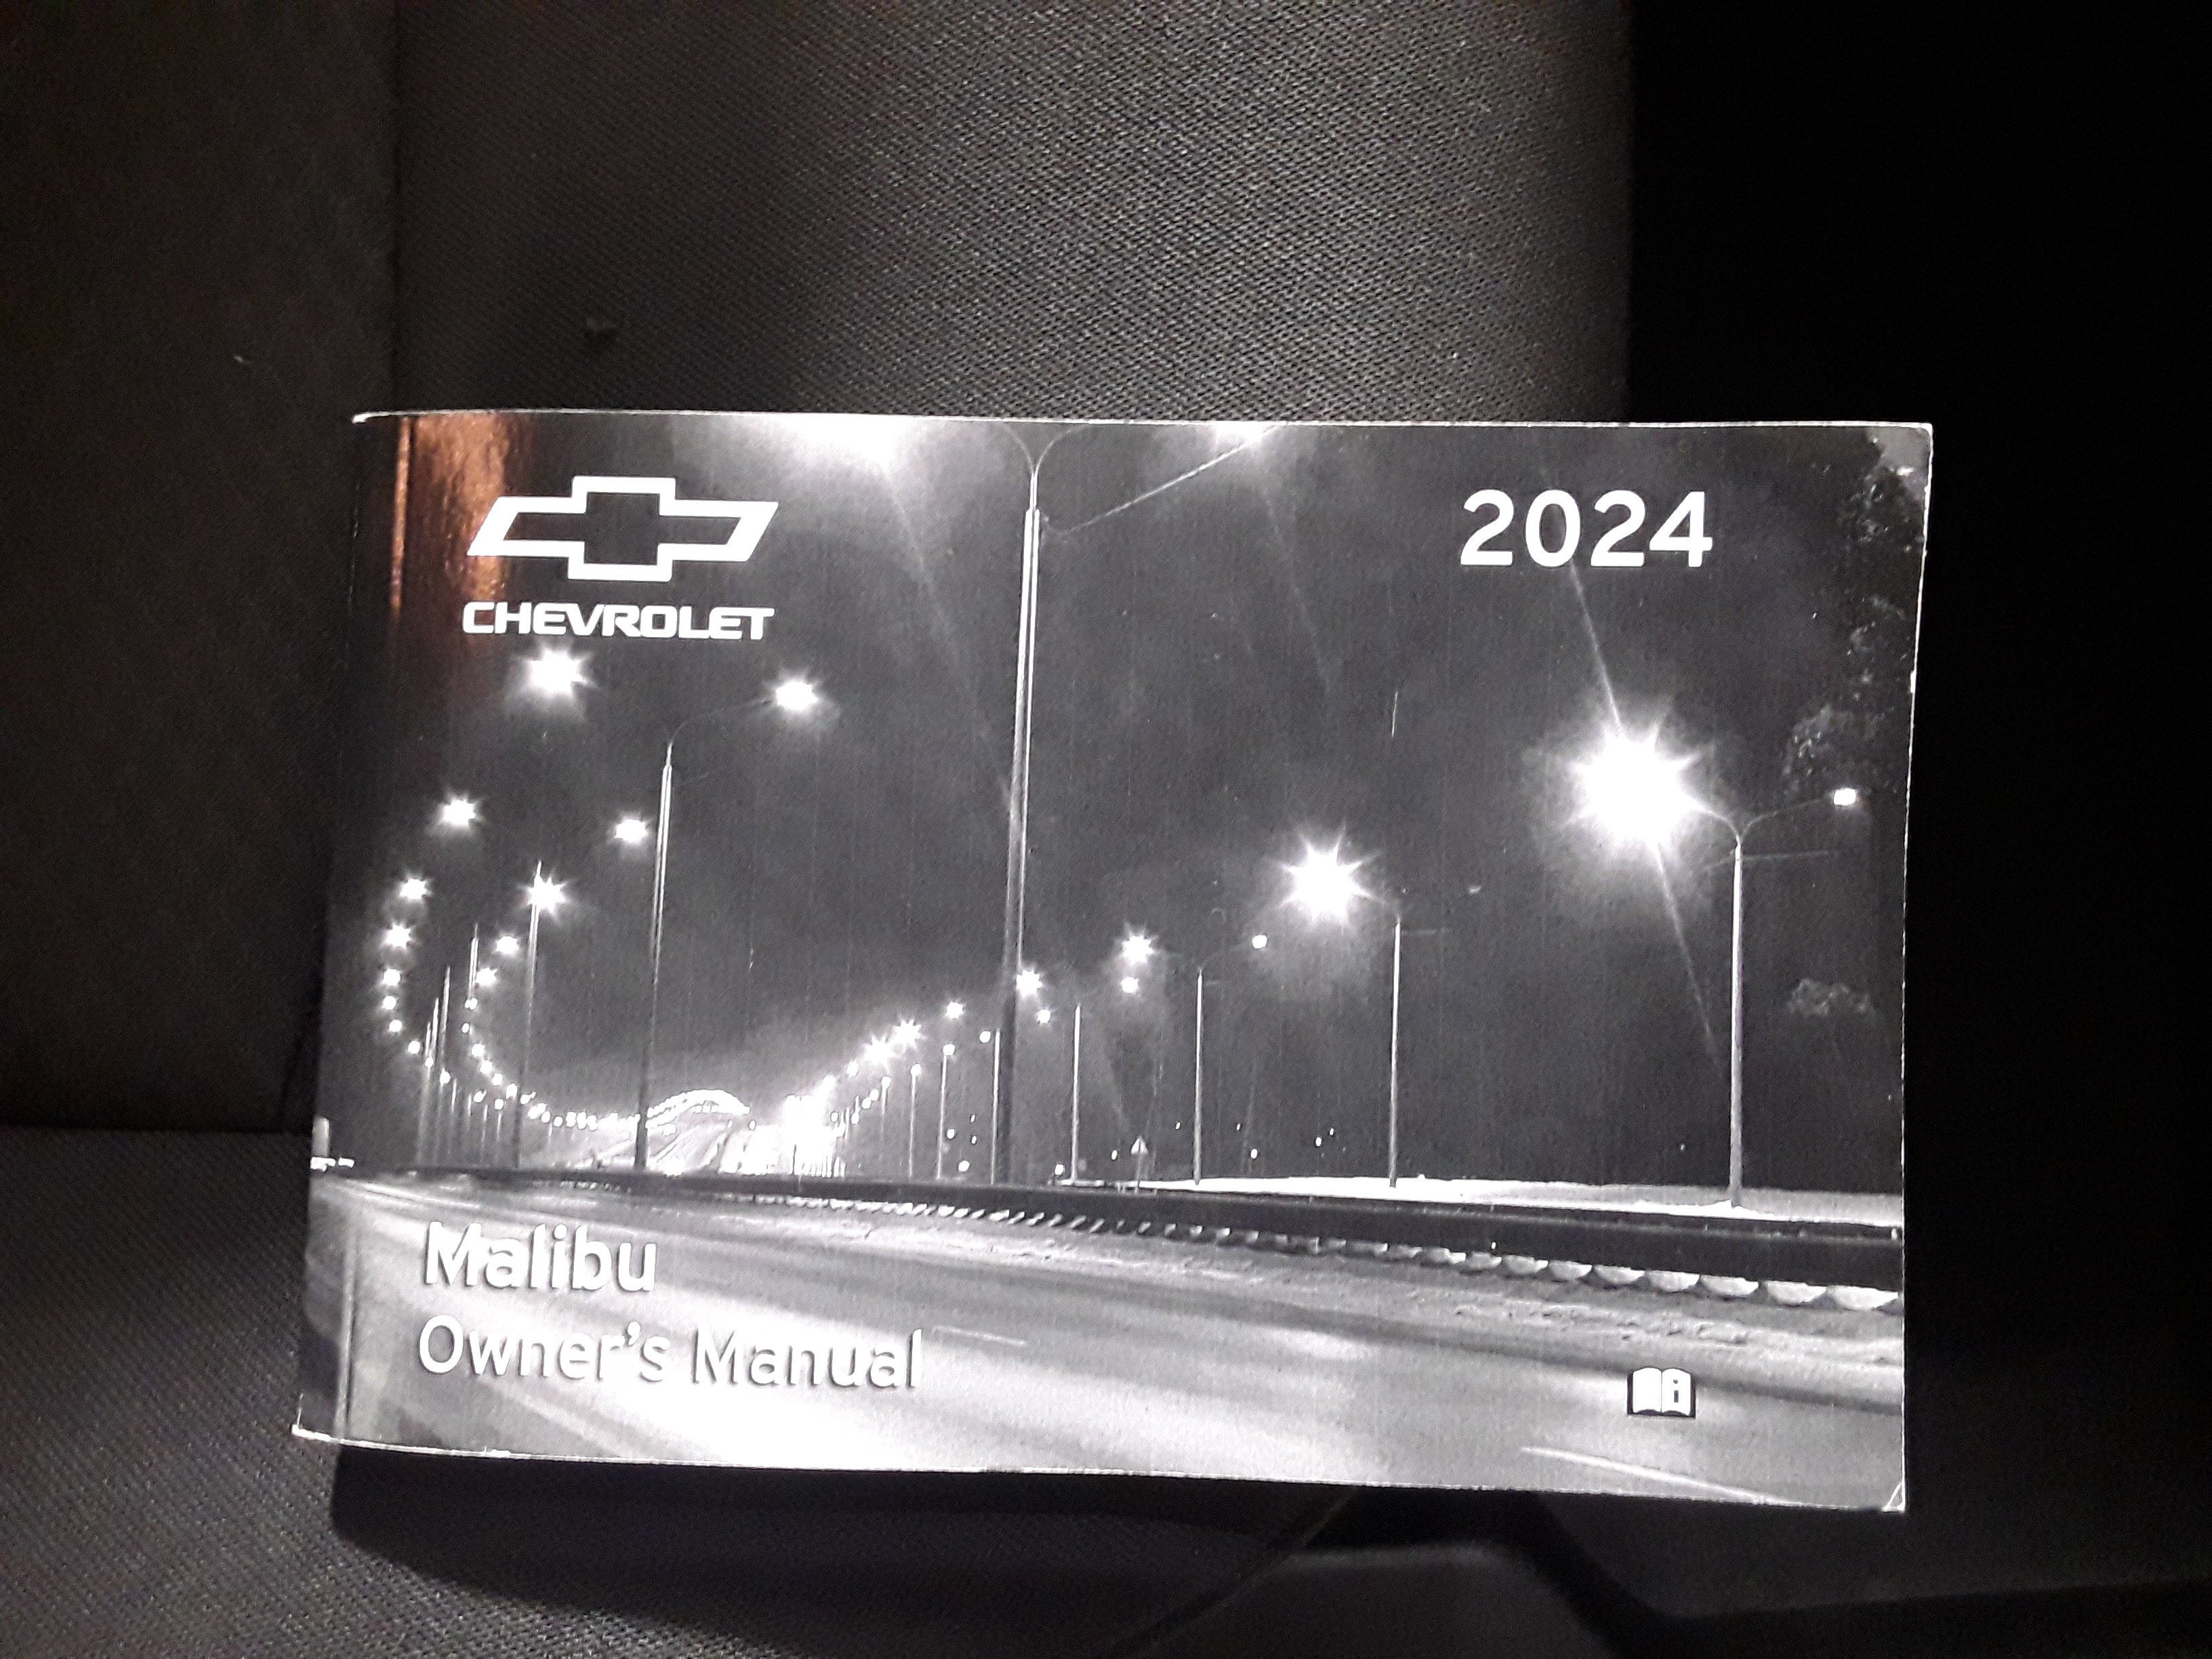 CHEVROLET
2024
Malibu
Owner's Manual